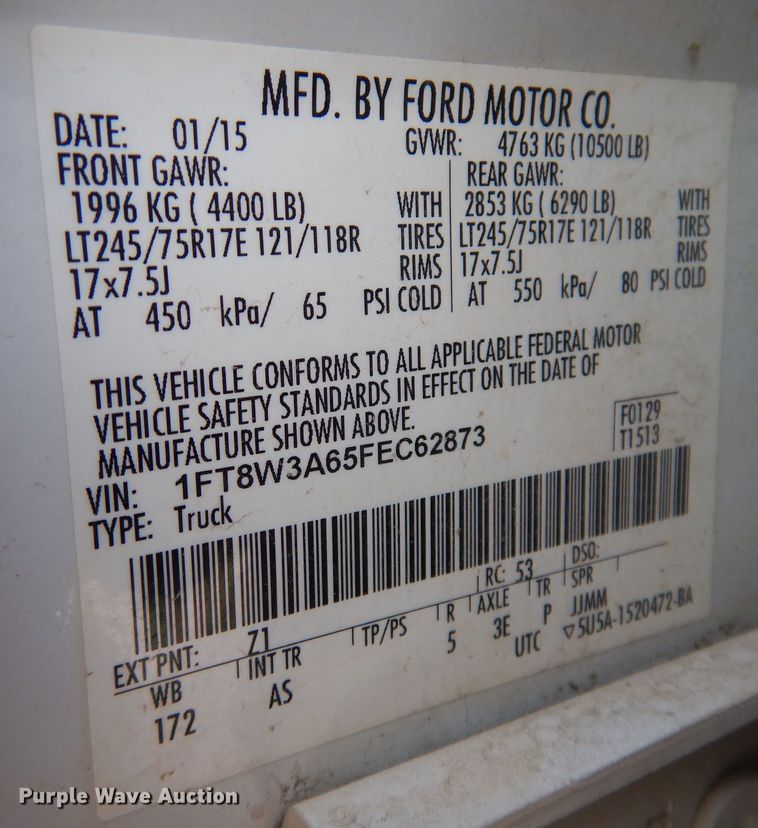 MFD. BY FORD MOTOR CO.
DATE: 01/15 GVWR: 4763 KG (10500 LB)
FRONT GAWR: REAR GAWR:
1996 KG ( 4400 LB) WITH 2853 KG ( 6290 LB) WITH
LT245/75R17E 121/118R TIRES LT245/75R17E 121/118R TIRES
17x7.5J RIMS 17x7.5J RIMS
AT 450 kPa/ 65 PSI COLD AT 550 kPa/ 80 PSI COLD
THIS VEHICLE CONFORMS TO ALL APPLICABLE FEDERAL MOTOR
VEHICLE SAFETY STANDARDS IN EFFECT ON THE DATE OF
MANUFACTURE SHOWN ABOVE.
F0129
VIN: 1FT8W3A65FEC62873 T1513
TYPE: Truck
EXT PNT: Z1 RC: 53 DSO:
WB INT TR TP/PS R AXLE TR SPR
172 AS 5 3E P JJMM
UTC ▽5U5A-1520472-BA
Purple Wave Auction